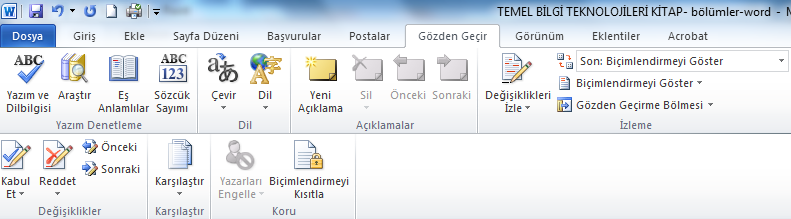 TEMEL BİLGİ TEKNOLOJİLERİ KİTAP- bölümler-word - M
Dosya Giriş Ekle Sayfa Düzeni Başvurular Postalar Gözden Geçir Görünüm Eklentiler Acrobat
ABC ABC 123
Yazım ve Dilbilgisi
Araştır
Eş Anlamlılar
Sözcük Sayımı
Yazım Denetleme
Çevir
Dil
Dil
Yeni Açıklama
Sil
Önceki
Sonraki
Açıklamalar
Değişiklikleri İzle
Son: Biçimlendirmeyi Göster
Biçimlendirmeyi Göster
Gözden Geçirme Bölmesi
İzleme
Kabul Et
Reddet
Önceki
Sonraki
Değişiklikler
Karşılaştır
Karşılaştır
Yazarları Engelle
Biçimlendirmeyi Kısıtla
Koru